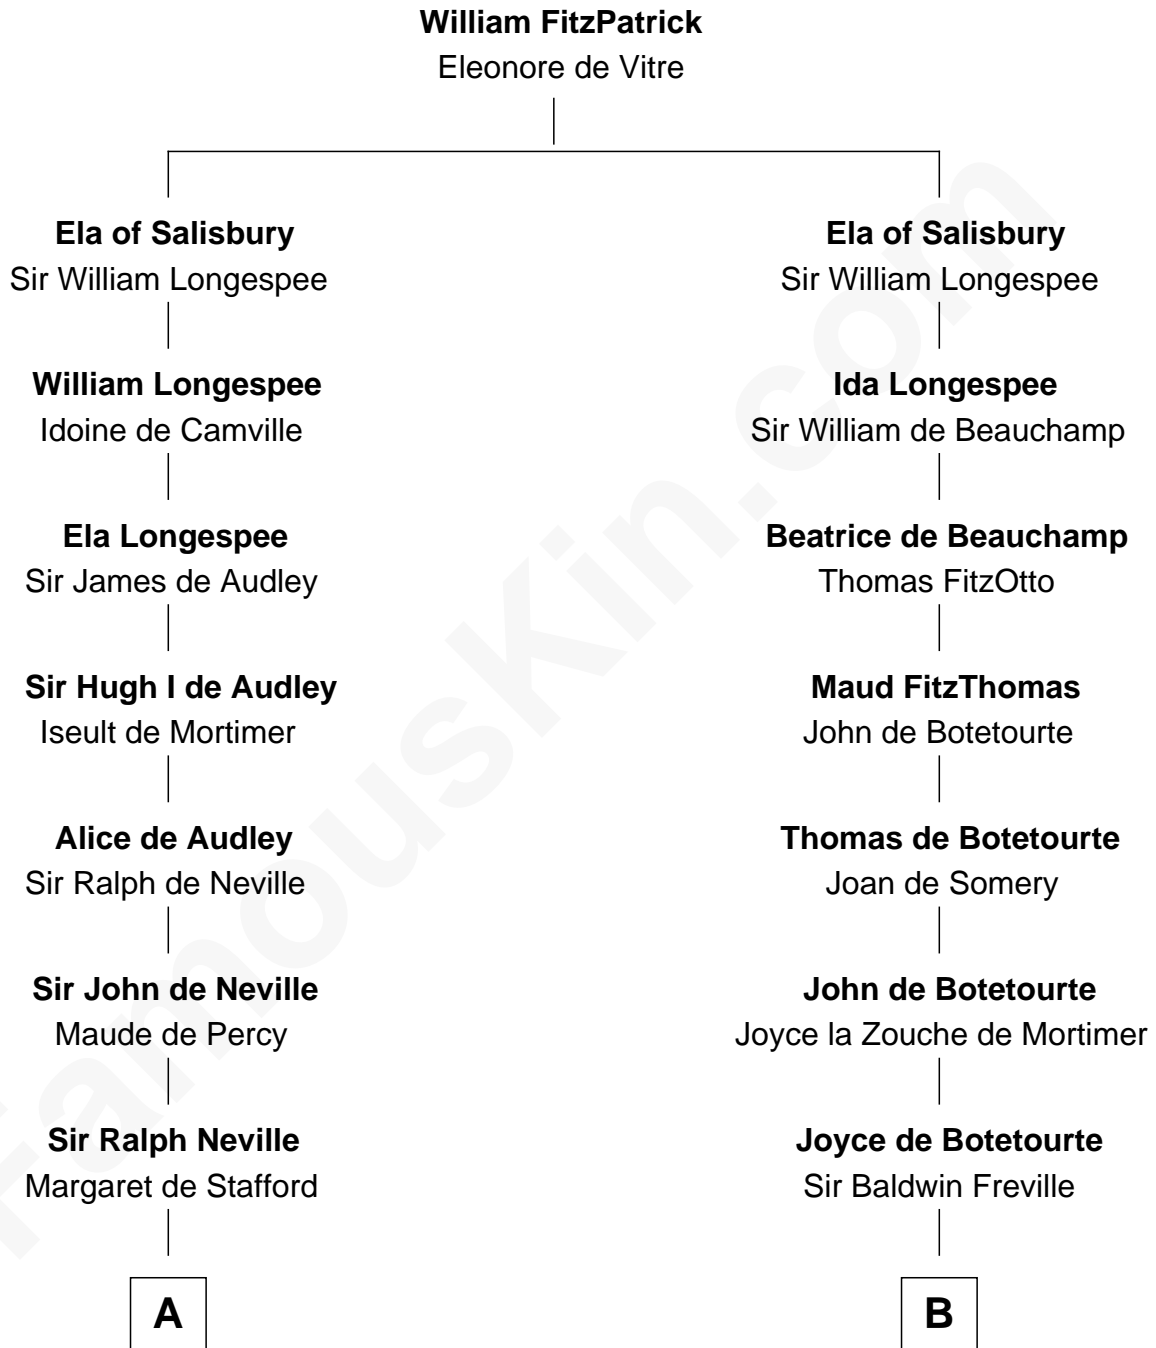 William FitzPatrick
Eleonore de Vitre
Ela of Salisbury
Sir William Longespee
William Longespee
Idoine de Camville
Ela Longespee
Sir James de Audley
Sir Hugh I de Audley
Iseult de Mortimer
Alice de Audley
Sir Ralph de Neville
Sir John de Neville
Maude de Percy
Sir Ralph Neville
Margaret de Stafford
A
Ela of Salisbury
Sir William Longespee
Ida Longespee
Sir William de Beauchamp
Beatrice de Beauchamp
Thomas FitzOtto
Maud FitzThomas
John de Botetourte
Thomas de Botetourte
Joan de Somery
John de Botetourte
Joyce la Zouche de Mortimer
Joyce de Botetourte
Sir Baldwin Freville
B
FamousKin.com